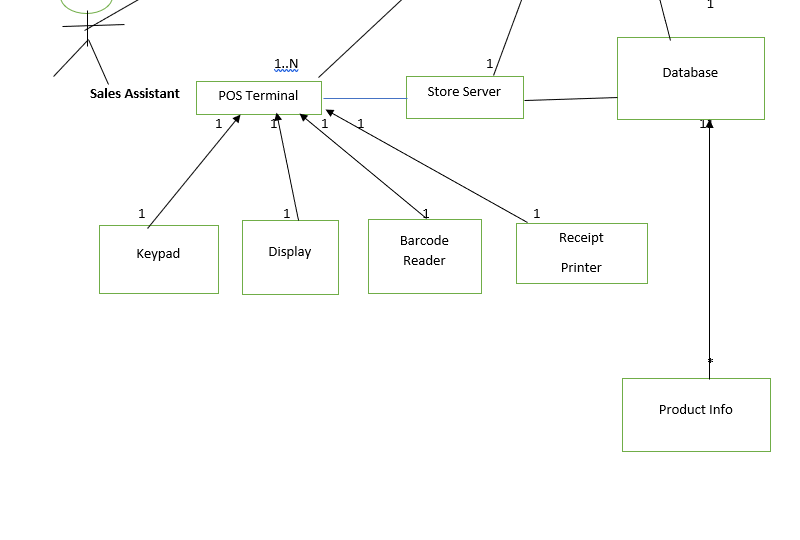 1
1..N
1
Database
Sales Assistant
POS Terminal
Store Server
1
1
1
1
1
1
1
1
1
Keypad
Display
Barcode
Reader
Receipt
Printer
*
Product Info